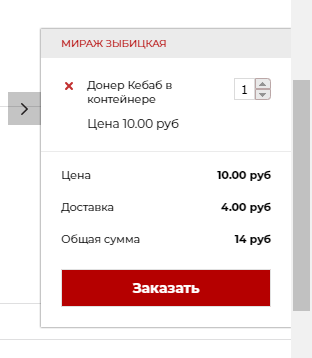 МИРАЖ ЗЫБИЦКАЯ
Донер Кебаб в
контейнере
1
Цена 10.00 руб
Цена 10.00 руб
Доставка 4.00 руб
Общая сумма 14 руб
Заказать